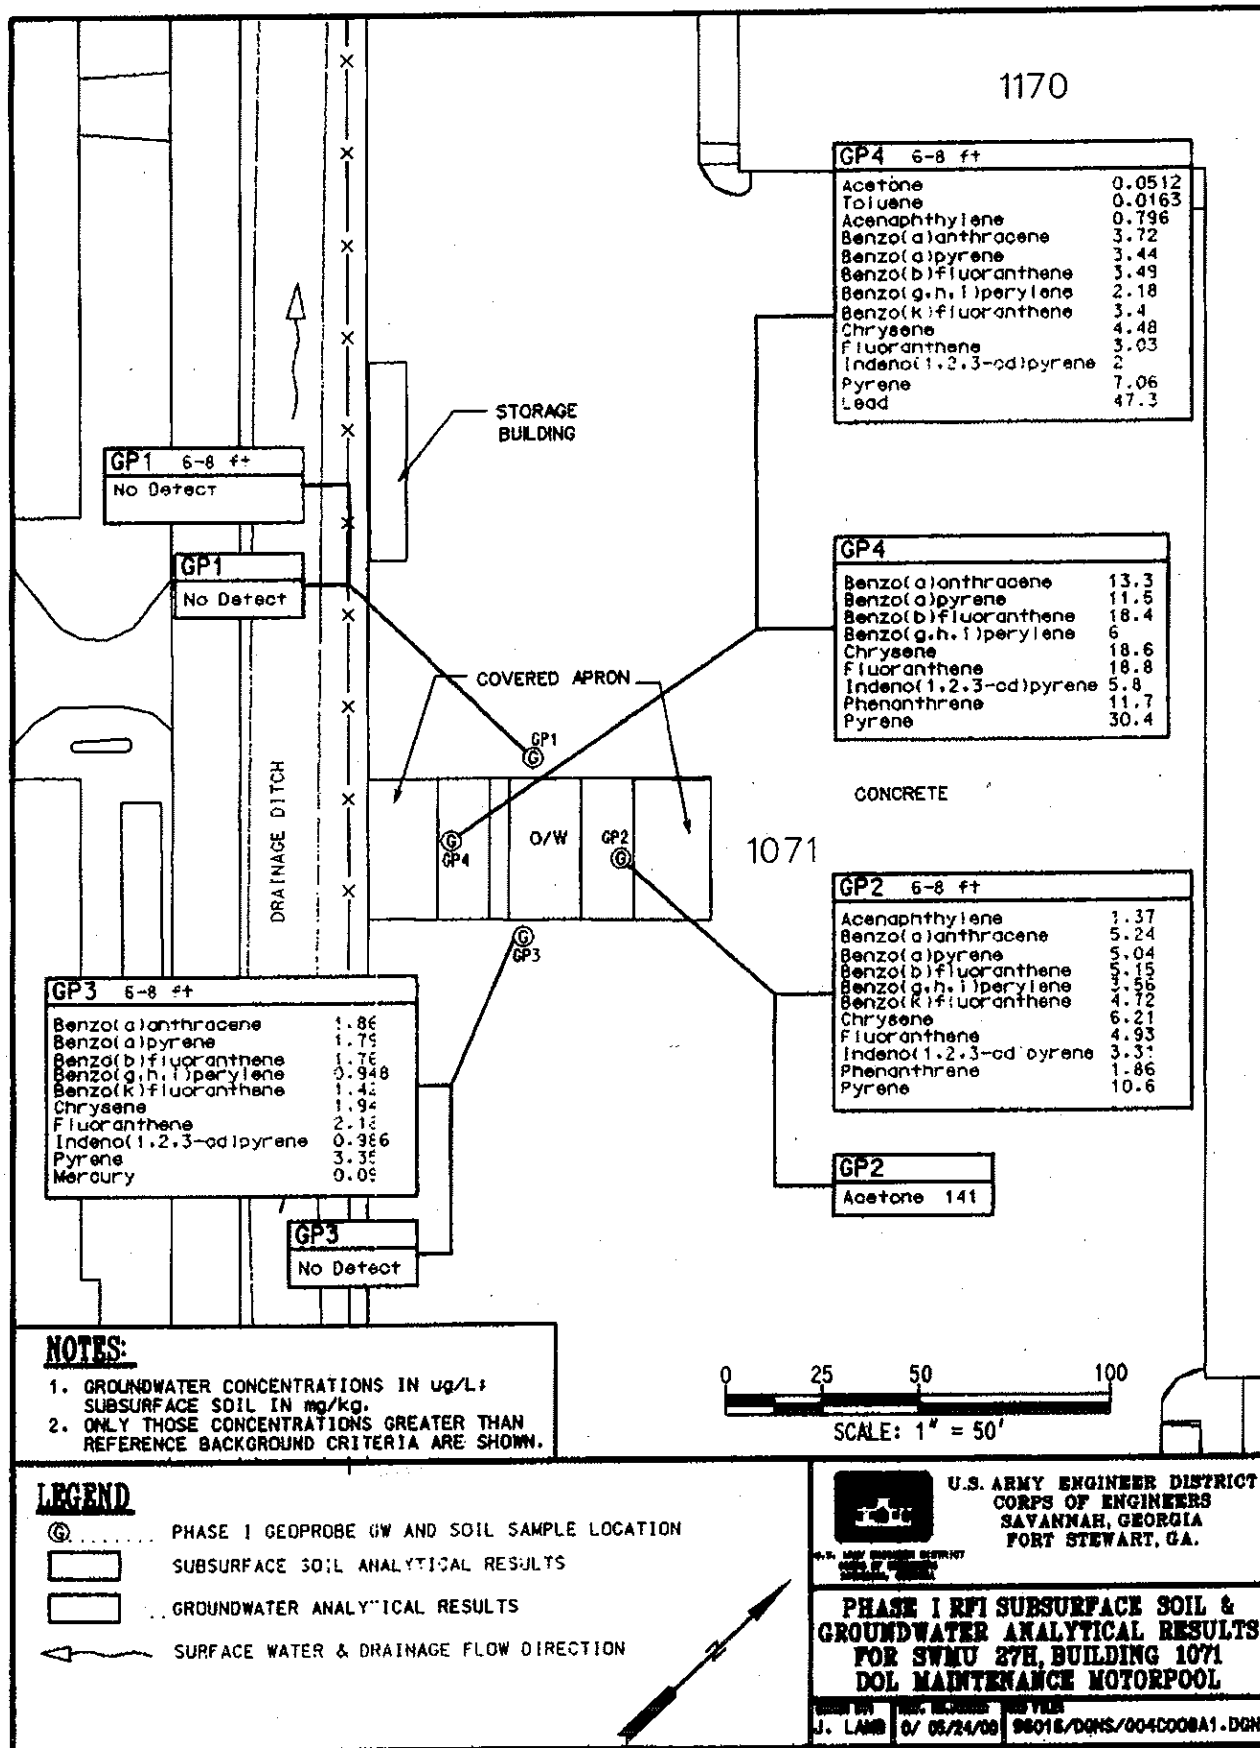 1170
GP4 6-8 ft
Acetone 0.0512
Toluene 0.0163
Acenaphthylene 0.796
Benzo(a)anthracene 3.72
Benzo(a)pyrene 3.44
Benzo(b)fluoranthene 3.49
Benzo(g,h,i)perylene 2.18
Benzo(k)fluoranthene 3.4
Chrysene 4.48
Fluoranthene 3.03
Indeno(1,2,3-cd)pyrene 2
Pyrene 7.06
Lead 47.3
STORAGE
BUILDING
GP1 6-8 ft
No Detect
GP1
No Detect
GP4
Benzo(a)anthracene 13.3
Benzo(a)pyrene 11.5
Benzo(b)fluoranthene 18.4
Benzo(g,h,i)perylene 6
Chrysene 18.6
Fluoranthene 18.8
Indeno(1,2,3-cd)pyrene 5.8
Phenanthrene 11.7
Pyrene 30.4
COVERED APRON
GP1
G
DRAINAGE DITCH
CONCRETE
G
GP4
O/W
GP2
G
1071
G
GP3
GP2 6-8 ft
Acenaphthylene 1.37
Benzo(a)anthracene 5.24
Benzo(a)pyrene 5.04
Benzo(b)fluoranthene 5.15
Benzo(g,h,i)perylene 3.56
Benzo(k)fluoranthene 4.72
Chrysene 6.21
Fluoranthene 4.93
Indeno(1,2,3-cd pyrene
Phenanthrene 1.86
Pyrene 10.6
GP2
Acetone 141
GP3 6-8 ft
Benzo(a)anthracene 1.86
Benzo(a)pyrene 1.79
Benzo(b)fluoranthene 1.76
Benzo(g,h,i)perylene 0.948
Benzo(k)fluoranthene
Chrysene 1.94
Fluoranthene
Indeno(1,2,3-cd)pyrene 0.986
Pyrene
Mercury
GP3
No Detect
NOTES:
1. GROUNDWATER CONCENTRATIONS IN ug/L;
SUBSURFACE SOIL IN mg/kg.
2. ONLY THOSE CONCENTRATIONS GREATER THAN
REFERENCE BACKGROUND CRITERIA ARE SHOWN.
0 25 50 100
SCALE: 1" = 50'
LEGEND
G ........ PHASE I GEOPROBE GW AND SOIL SAMPLE LOCATION
SUBSURFACE SOIL ANALYTICAL RESULTS
.. GROUNDWATER ANALYTICAL RESULTS
SURFACE WATER & DRAINAGE FLOW DIRECTION
N
U.S. ARMY ENGINEER DISTRICT
CORPS OF ENGINEERS
SAVANNAH, GEORGIA
FORT STEWART, GA.
PHASE I RFI SUBSURFACE SOIL &
GROUNDWATER ANALYTICAL RESULTS
FOR SWMU 27H, BUILDING 1071
DOL MAINTENANCE MOTORPOOL
J. LAMB